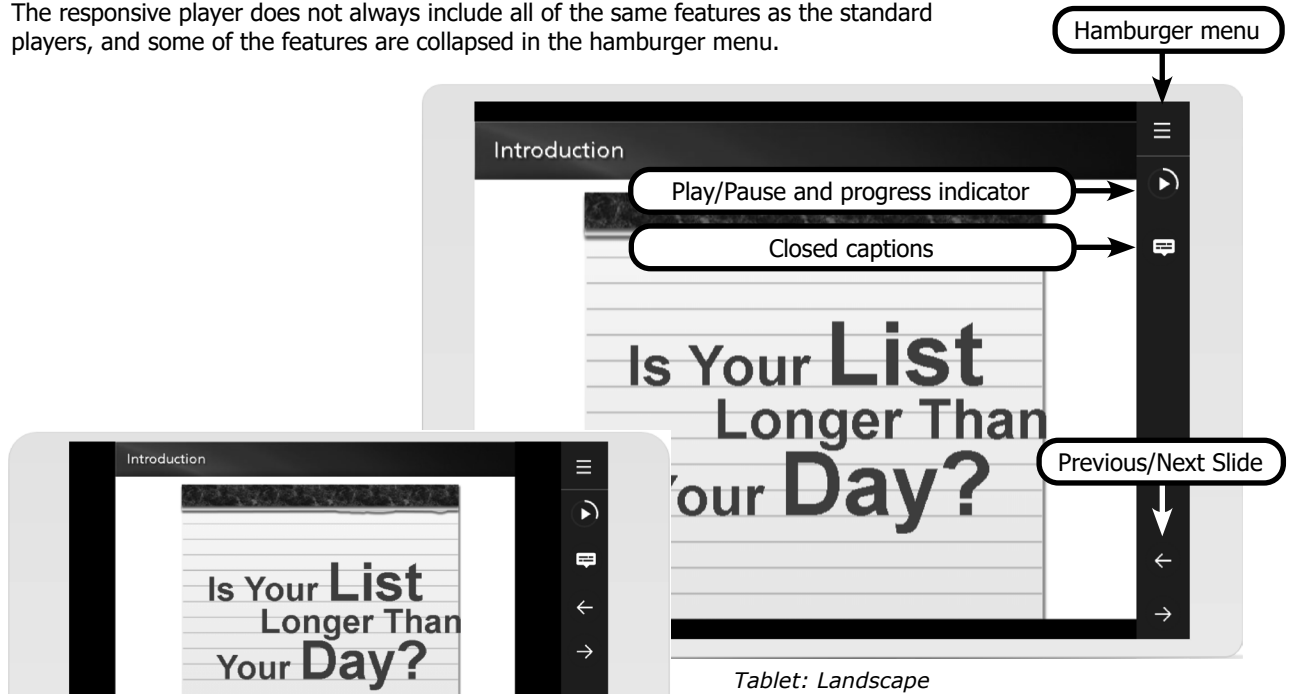 The responsive player does not always include all of the same features as the standard
players, and some of the features are collapsed in the hamburger menu.
Hamburger menu
Introduction
Play/Pause and progress indicator
Closed captions
Is Your List
Longer Than
Your Day?
Previous/Next Slide
Introduction
Is Your List
Longer Than
Your Day?
Tablet: Landscape